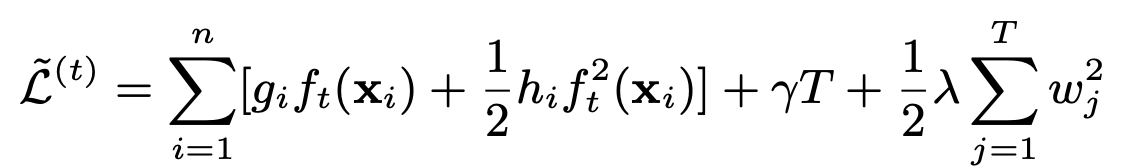 $\tilde{\mathcal{L}}^{(t)} = \sum_{i=1}^{n} [g_i f_t(\mathbf{x}_i) + \frac{1}{2} h_i f_t^2(\mathbf{x}_i)] + \gamma T + \frac{1}{2} \lambda \sum_{j=1}^{T} w_j^2$